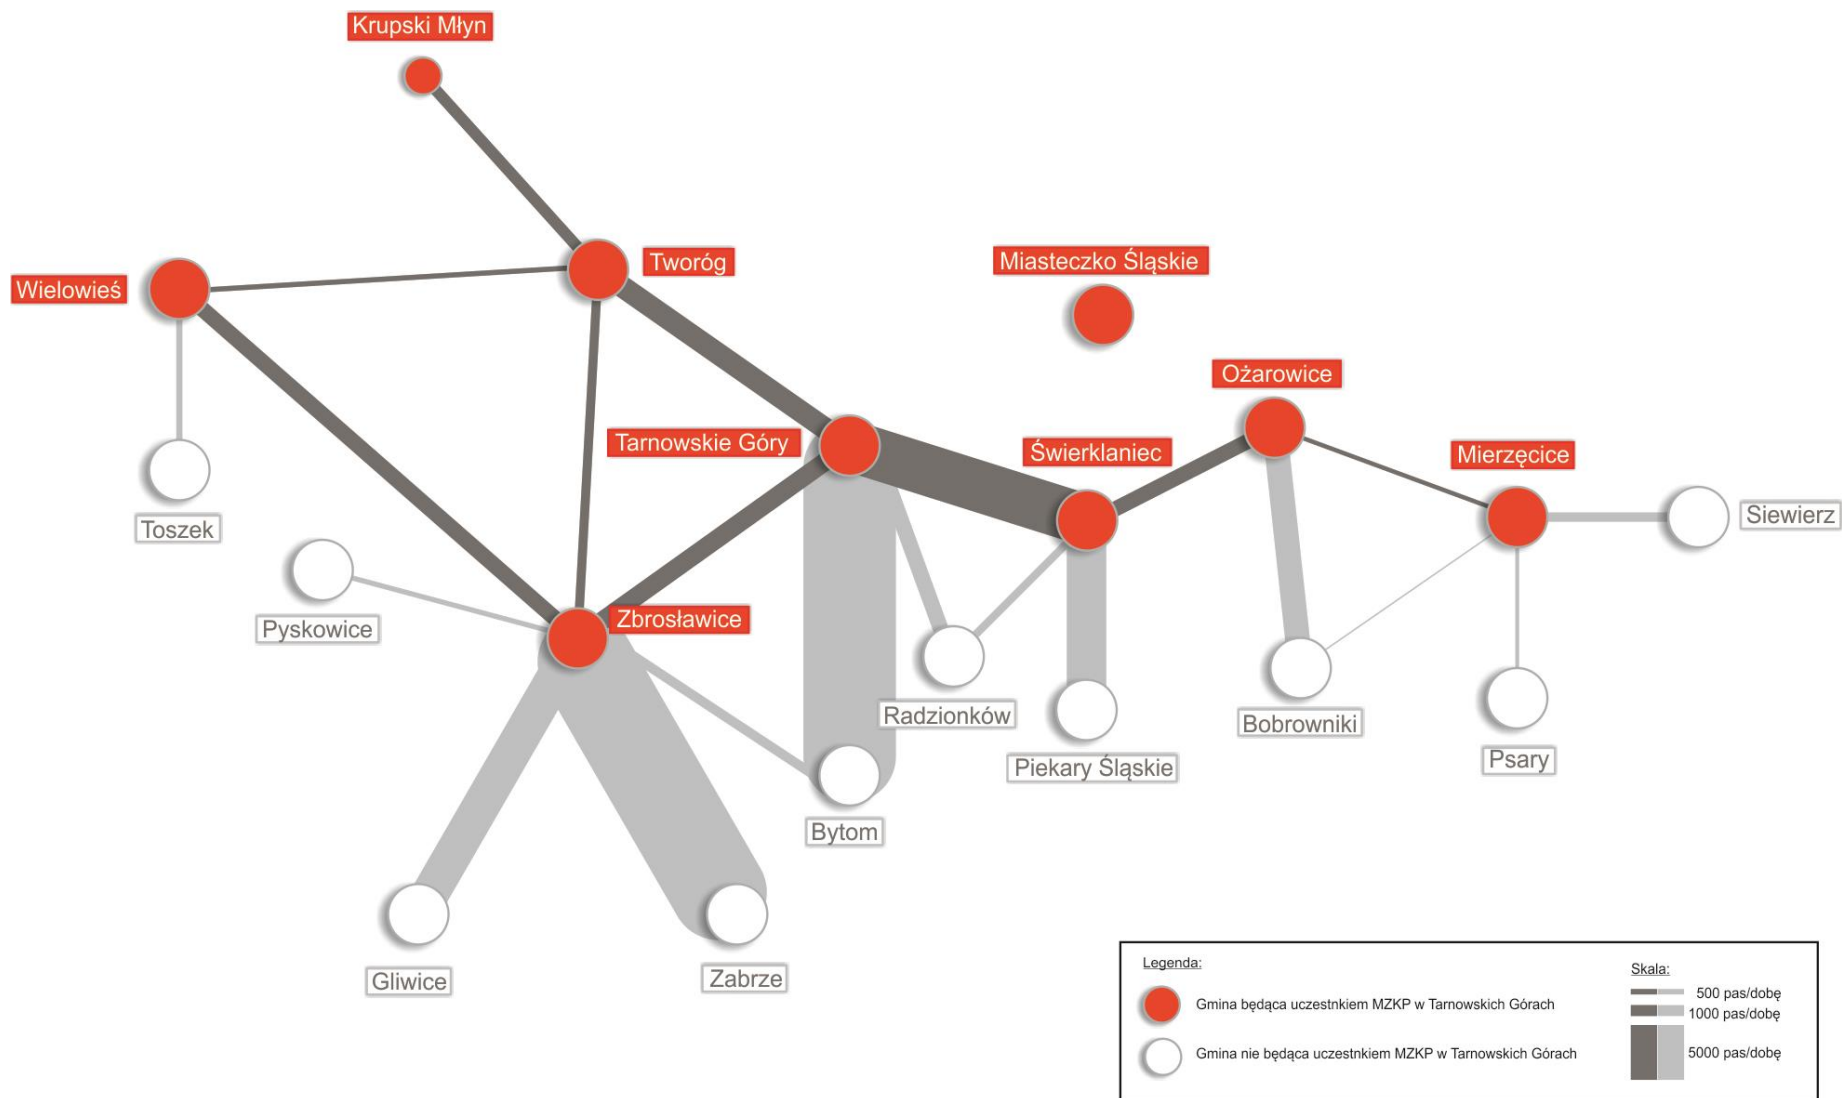 Krupski Młyn
Tworóg
Miasteczko Śląskie
Wielowieś
Ożarowice
Tarnowskie Góry
Świerklaniec
Mierzęcice
Siewierz
Toszek
Pyskowice
Zbrosławice
Radzionków
Bobrowniki
Piekary Śląskie
Psary
Bytom
Gliwice
Zabrze
Legenda:
Gmina będąca uczestnkiem MZKP w Tarnowskich Górach
Gmina nie będąca uczestnkiem MZKP w Tarnowskich Górach
Skala:
500 pas/dobę
1000 pas/dobę
5000 pas/dobę